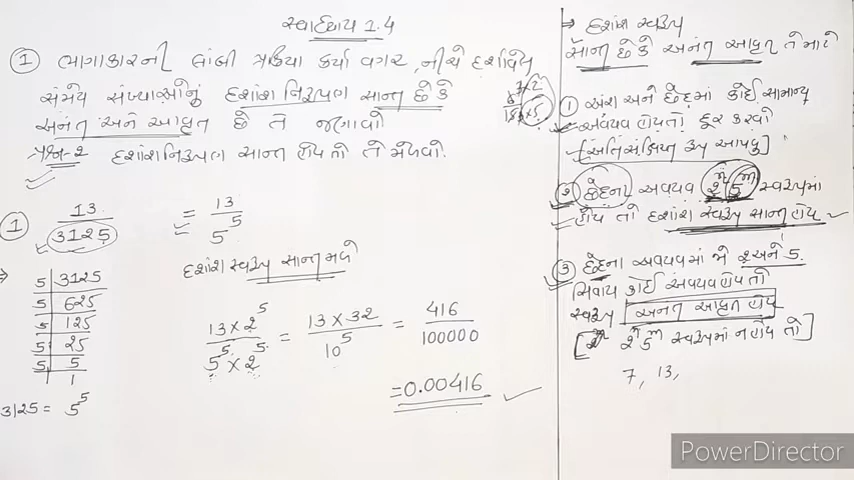 સ્વાધ્યાય 1.4
① ભાગાકારની લાંબી પ્રક્રિયા કર્યા વગર, નીચે દર્શાવેલ
સંમેય સંખ્યાઓનું દશાંશ નિરૂપણ સાન્ત છે કે
અનંત અને આવૃત છે તે જણાવો
પ્રશ્ન-2 દશાંશ નિરૂપણ સાન્ત હોય તો તે મેળવો.
① 13/3125 = 13/5^5
⇒ 5 | 3125
5 | 625
5 | 125
5 | 25
5 | 5
1
3125 = 5^5
દશાંશ સ્વરૂપ સાન્ત મળે
13 × 2^5 / 5^5 × 2^5 = 13 × 32 / 10^5 = 416 / 100000
= 0.00416
⇒ દશાંશ સ્વરૂપ
સાન્ત છે કે અનંત આવૃત તે માટે
① અંશ અને છેદમાં કોઈ સામાન્ય
અવયવ હોય તો દૂર કરવો
[અતિસંક્ષિપ્ત રૂપ આપવું]
② છેદના અવયવ 2^n 5^m સ્વરૂપમાં
હોય તો દશાંશ સ્વરૂપ સાન્ત હોય
③ છેદના અવયવમાં જો 2 અને 5.
સિવાય કોઈ અવયવ હોય તો
સ્વરૂપ અનંત આવૃત હોય
[2^n 5^m સ્વરૂપમાં ન હોય તો]
7, 13,
PowerDirector